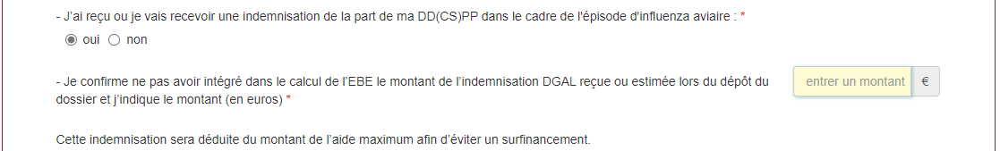 - J’ai reçu ou je vais recevoir une indemnisation de la part de ma DD(CS)PP dans le cadre de l'épisode d'influenza aviaire : *
oui non
- Je confirme ne pas avoir intégré dans le calcul de l’EBE le montant de l’indemnisation DGAL reçue ou estimée lors du dépôt du
dossier et j’indique le montant (en euros) *
entrer un montant €
Cette indemnisation sera déduite du montant de l’aide maximum afin d’éviter un surfinancement.